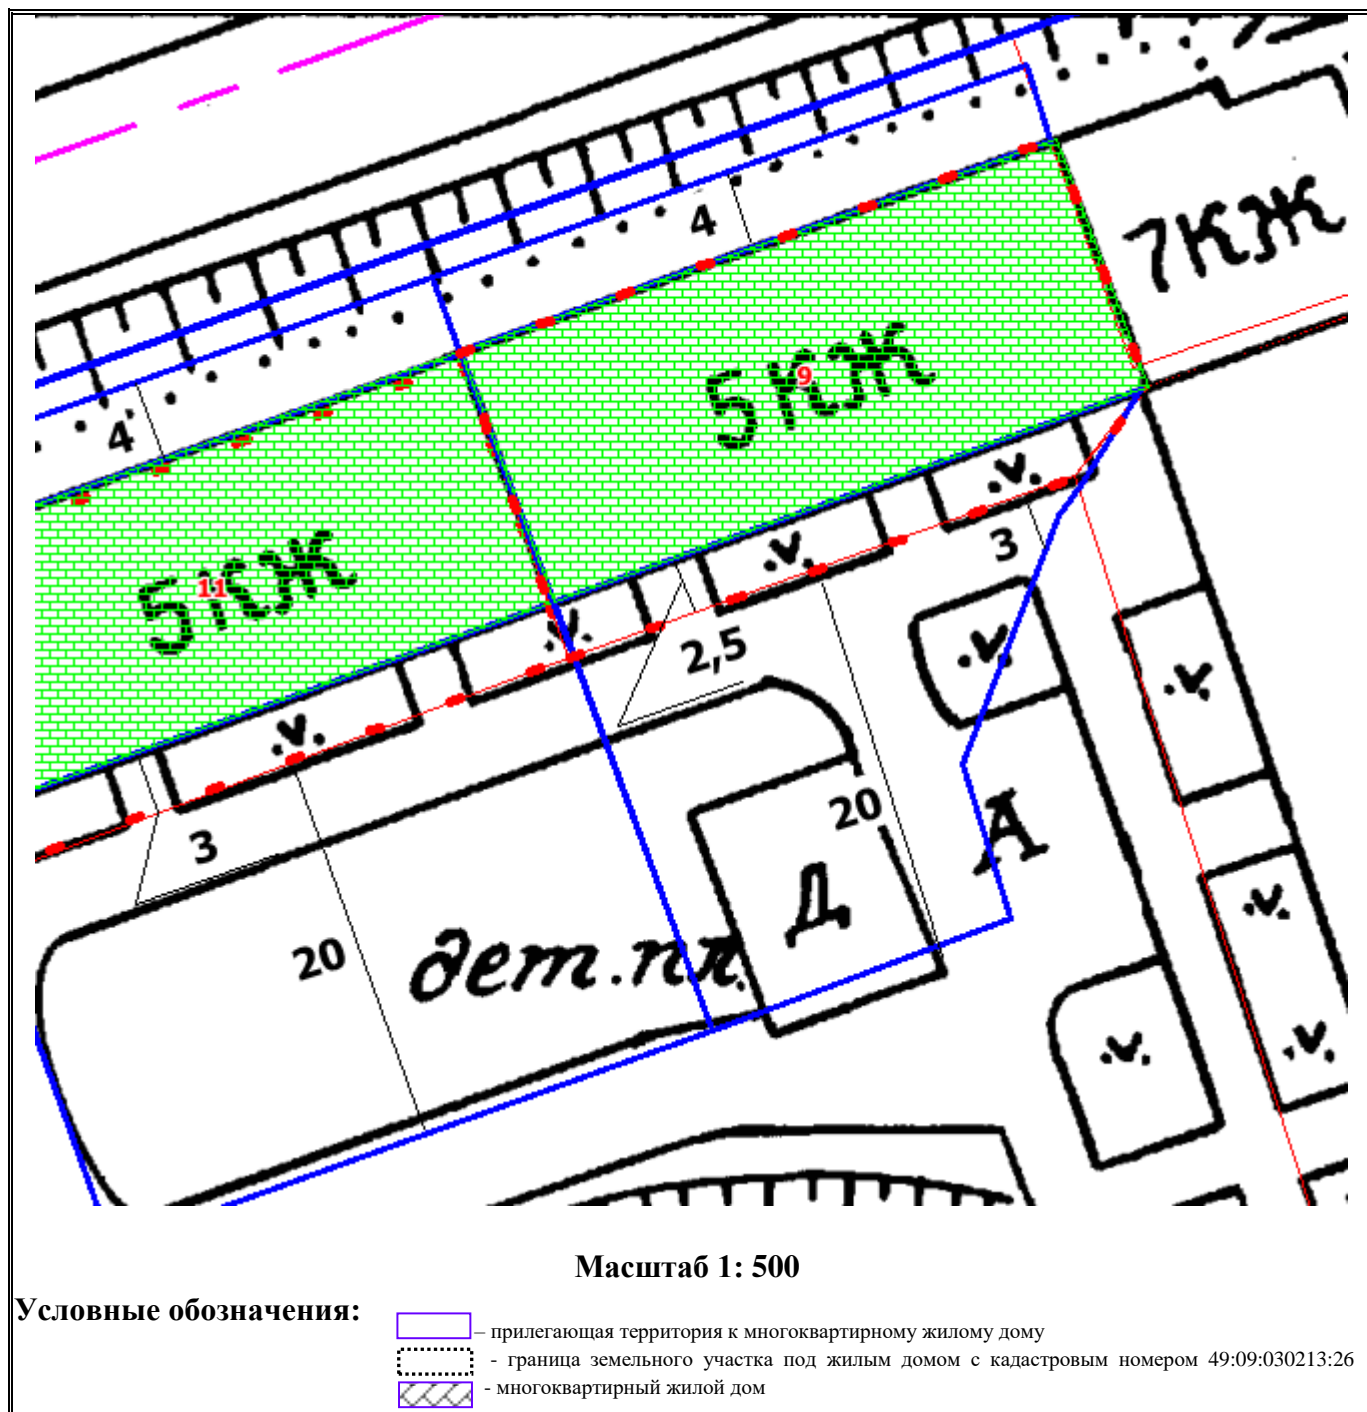 4
7КЖ
5КЖ
9
4
5КЖ
11
.v.
3
.v.
.v.
2,5
.v.
.v.
.v.
3
20
Д
А
20
дет.пл.
.v.
.v.
.v.
Масштаб 1: 500
Условные обозначения:
– прилегающая территория к многоквартирному жилому дому
- граница земельного участка под жилым домом с кадастровым номером 49:09:030213:26
- многоквартирный жилой дом